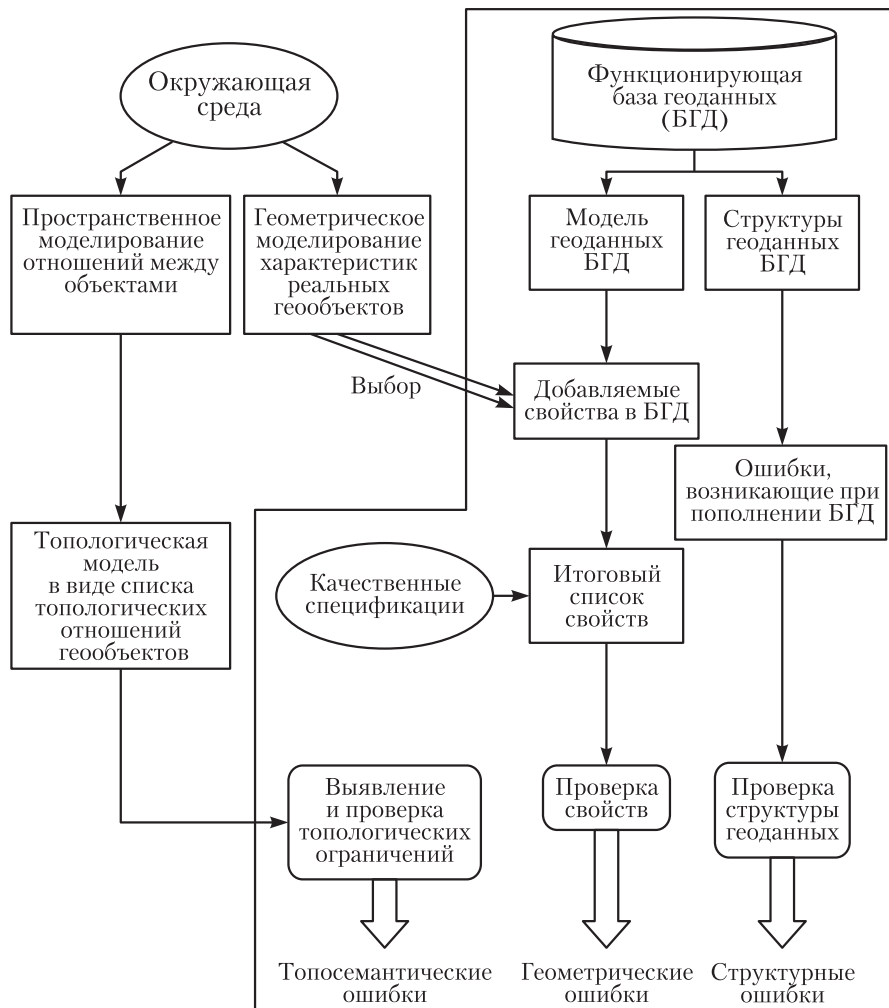 Окружающая
среда
Функционирующая
база геоданных
(БГД)
Пространственное
моделирование
отношений между
объектами
Геометрическое
моделирование
характеристик
реальных
геообъектов
Модель
геоданных
БГД
Структуры
геоданных
БГД
Выбор
Добавляемые
свойства в БГД
Ошибки,
возникающие при
пополнении БГД
Топологическая
модель
в виде списка
топологических
отношений
геообъектов
Качественные
спецификации
Итоговый
список
свойств
Выявление
и проверка
топологических
ограничений
Проверка
свойств
Проверка
структуры
геоданных
Топосемантические
ошибки
Геометрические
ошибки
Структурные
ошибки